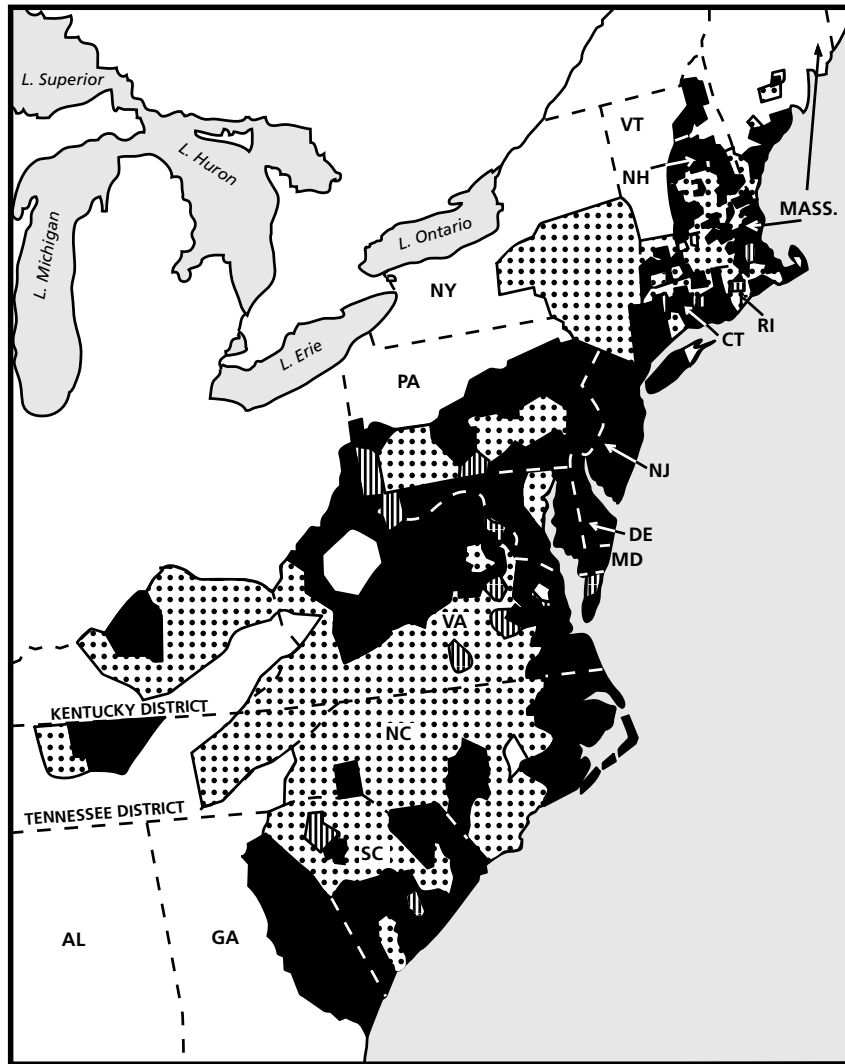 L. Superior
L. Huron
L. Michigan
L. Ontario
L. Erie
VT
NH
MASS.
NY
RI
CT
PA
NJ
DE
MD
VA
KENTUCKY DISTRICT
NC
TENNESSEE DISTRICT
SC
AL
GA